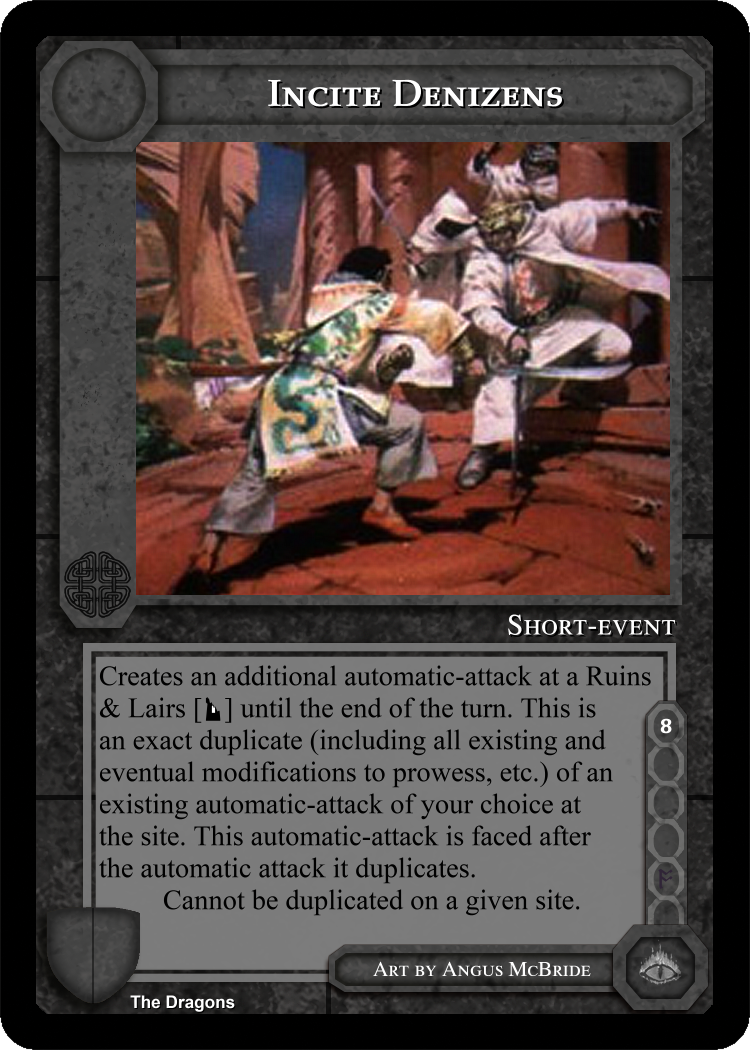 Incite Denizens
Short-event
Creates an additional automatic-attack at a Ruins
& Lairs [ ] until the end of the turn. This is
an exact duplicate (including all existing and
eventual modifications to prowess, etc.) of an
existing automatic-attack of your choice at
the site. This automatic-attack is faced after
the automatic attack it duplicates.
Cannot be duplicated on a given site.
8
Art by Angus McBride
The Dragons